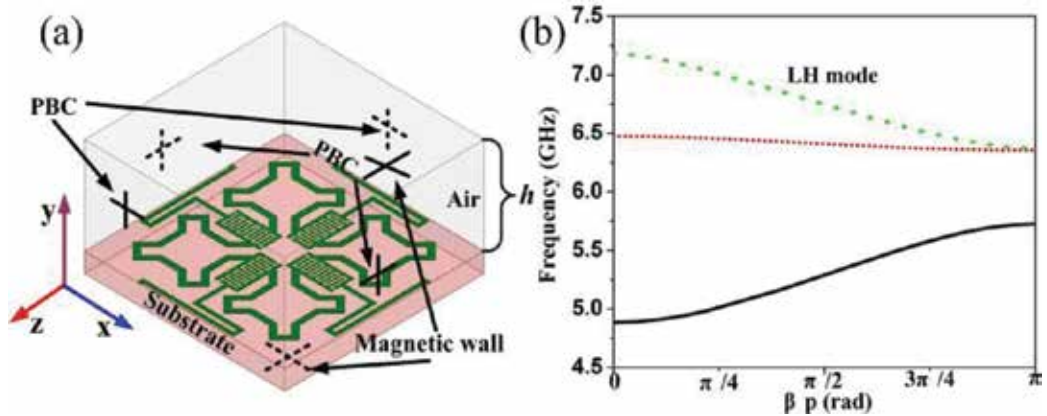 (a)
PBC
PBC
Air
h
y
z
x
Substrate
Magnetic wall
(b)
Frequency (GHz)
7.5
7.0
6.5
6.0
5.5
5.0
4.5
LH mode
0
π/4
π/2
3π/4
π
β p (rad)